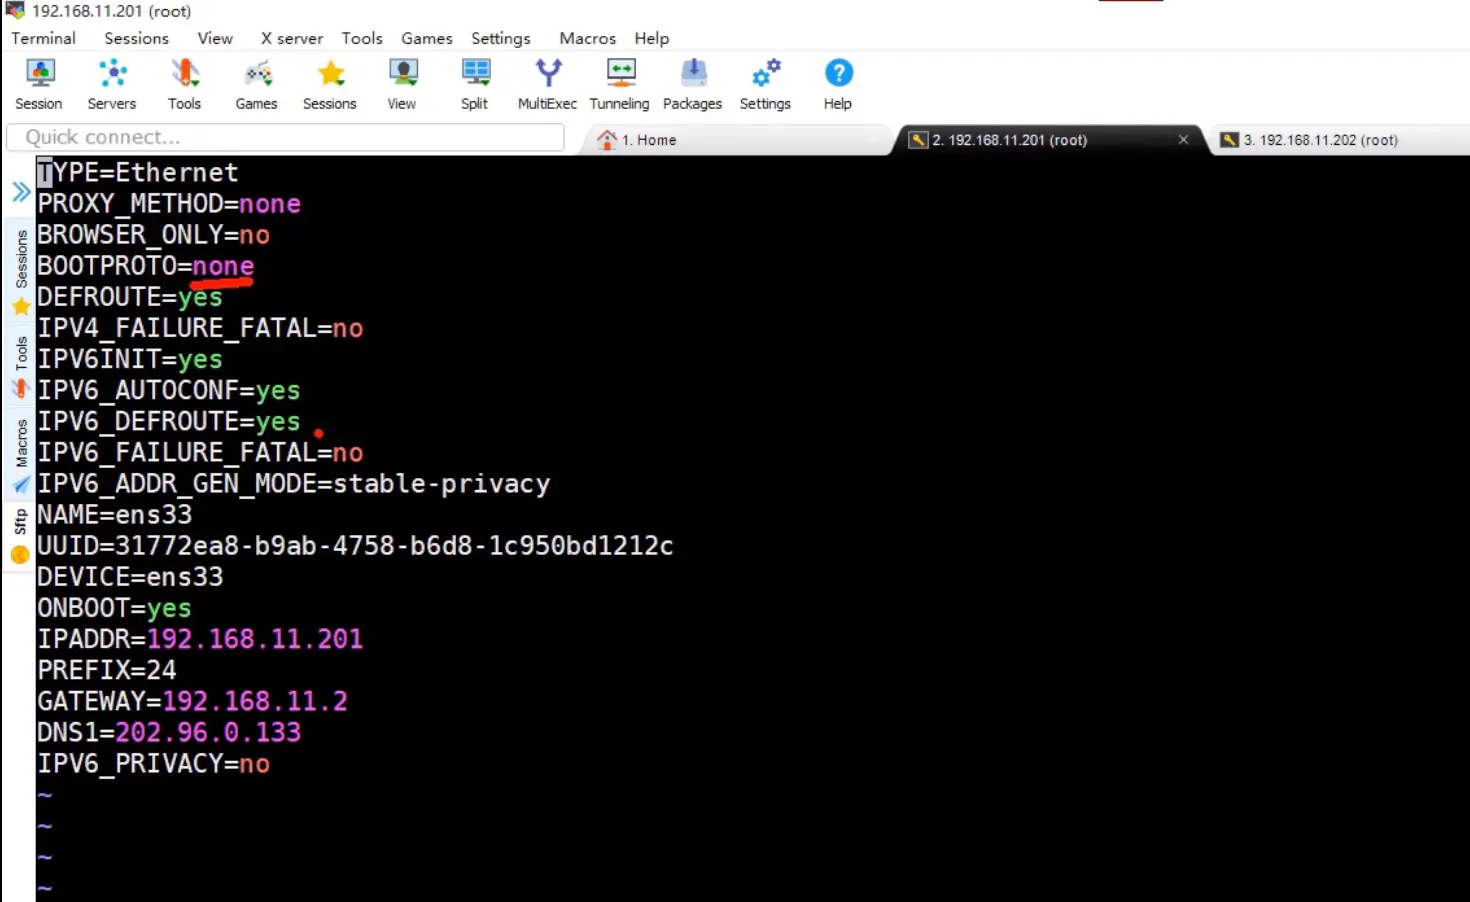 192.168.11.201 (root)
Terminal Sessions View X server Tools Games Settings Macros Help
Session Servers Tools Games Sessions View Split MultiExec Tunneling Packages Settings Help
Quick connect... 1. Home 2. 192.168.11.201 (root) 3. 192.168.11.202 (root)
Sessions
Tools
Macros
Sftp
TYPE=Ethernet
PROXY_METHOD=none
BROWSER_ONLY=no
BOOTPROTO=none
DEFROUTE=yes
IPV4_FAILURE_FATAL=no
IPV6INIT=yes
IPV6_AUTOCONF=yes
IPV6_DEFROUTE=yes
IPV6_FAILURE_FATAL=no
IPV6_ADDR_GEN_MODE=stable-privacy
NAME=ens33
UUID=31772ea8-b9ab-4758-b6d8-1c950bd1212c
DEVICE=ens33
ONBOOT=yes
IPADDR=192.168.11.201
PREFIX=24
GATEWAY=192.168.11.2
DNS1=202.96.0.133
IPV6_PRIVACY=no
~
~
~
~